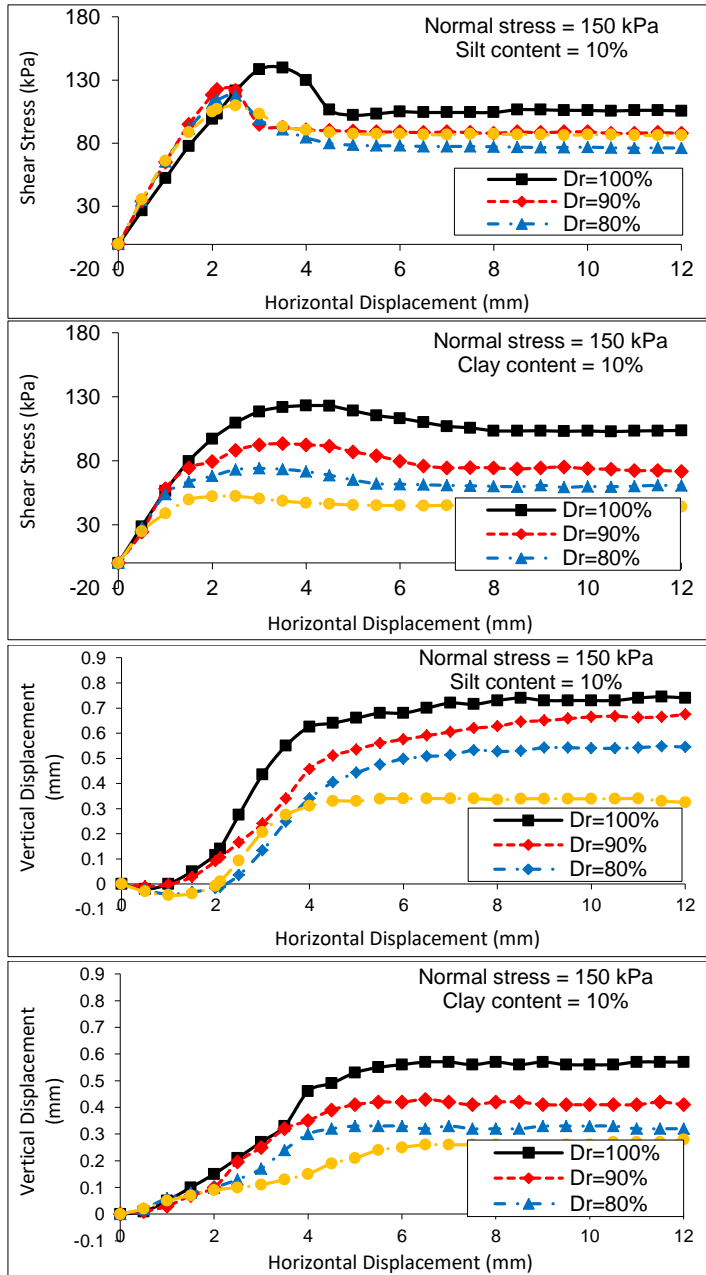 180
Normal stress = 150 kPa
Silt content = 10%
130
80
30
-20
Shear Stress (kPa)
Dr=100%
Dr=90%
Dr=80%
0 2 4 6 8 10 12
Horizontal Displacement (mm)
180
Normal stress = 150 kPa
Clay content = 10%
130
80
30
-20
Shear Stress (kPa)
Dr=100%
Dr=90%
Dr=80%
0 2 4 6 8 10 12
Horizontal Displacement (mm)
0.9
Normal stress = 150 kPa
Silt content = 10%
0.8
0.7
0.6
0.5
0.4
0.3
0.2
0.1
0
-0.1
Vertical Displacement
(mm)
Dr=100%
Dr=90%
Dr=80%
0 2 4 6 8 10 12
Horizontal Displacement (mm)
0.9
Normal stress = 150 kPa
Clay content = 10%
0.8
0.7
0.6
0.5
0.4
0.3
0.2
0.1
0
-0.1
Vertical Displacement
(mm)
Dr=100%
Dr=90%
Dr=80%
0 2 4 6 8 10 12
Horizontal Displacement (mm)